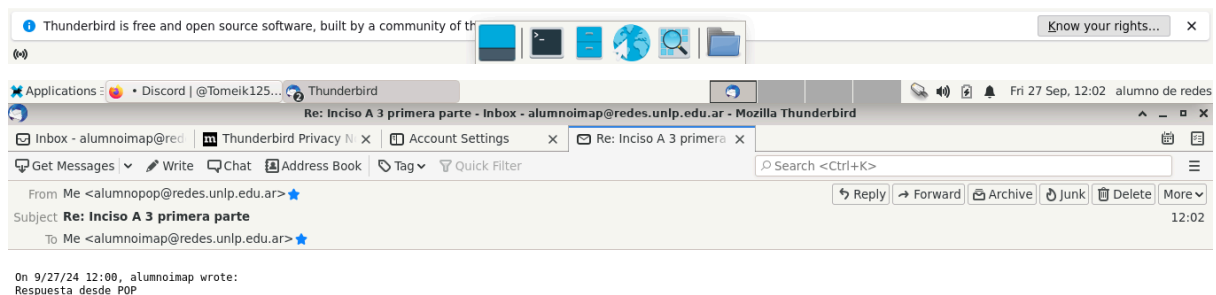 Thunderbird is free and open source software, built by a community of th
Know your rights...
Applications
• Discord | @Tomeik125...
2
Thunderbird
Fri 27 Sep, 12:02
alumno de redes
Re: Inciso A 3 primera parte - Inbox - alumnoimap@redes.unlp.edu.ar - Mozilla Thunderbird
Inbox - alumnoimap@red
m
Thunderbird Privacy N
Account Settings
Re: Inciso A 3 primera
Get Messages
Write
Chat
Address Book
Tag
Quick Filter
Search <Ctrl+K>
From Me <alumnopop@redes.unlp.edu.ar>
Reply
Forward
Archive
Junk
Delete
More
Subject Re: Inciso A 3 primera parte
12:02
To Me <alumnoimap@redes.unlp.edu.ar>
On 9/27/24 12:00, alumnoimap wrote:
Respuesta desde POP